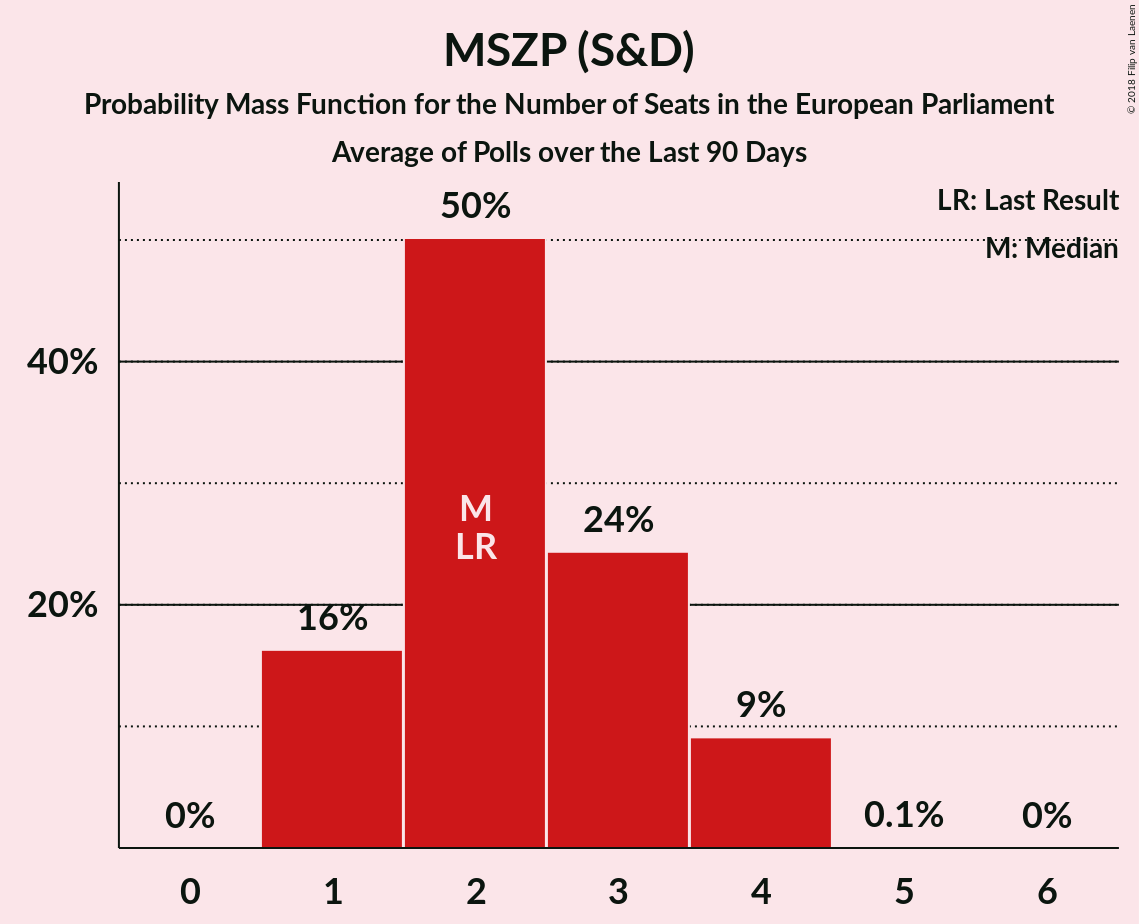 MSZP (S&D)
Probability Mass Function for the Number of Seats in the European Parliament
Average of Polls over the Last 90 Days
© 2018 Filip van Laenen
LR: Last Result
M: Median
50%
40%
M
LR
24%
20%
16%
9%
0%
0.1%
0%
0 1 2 3 4 5 6